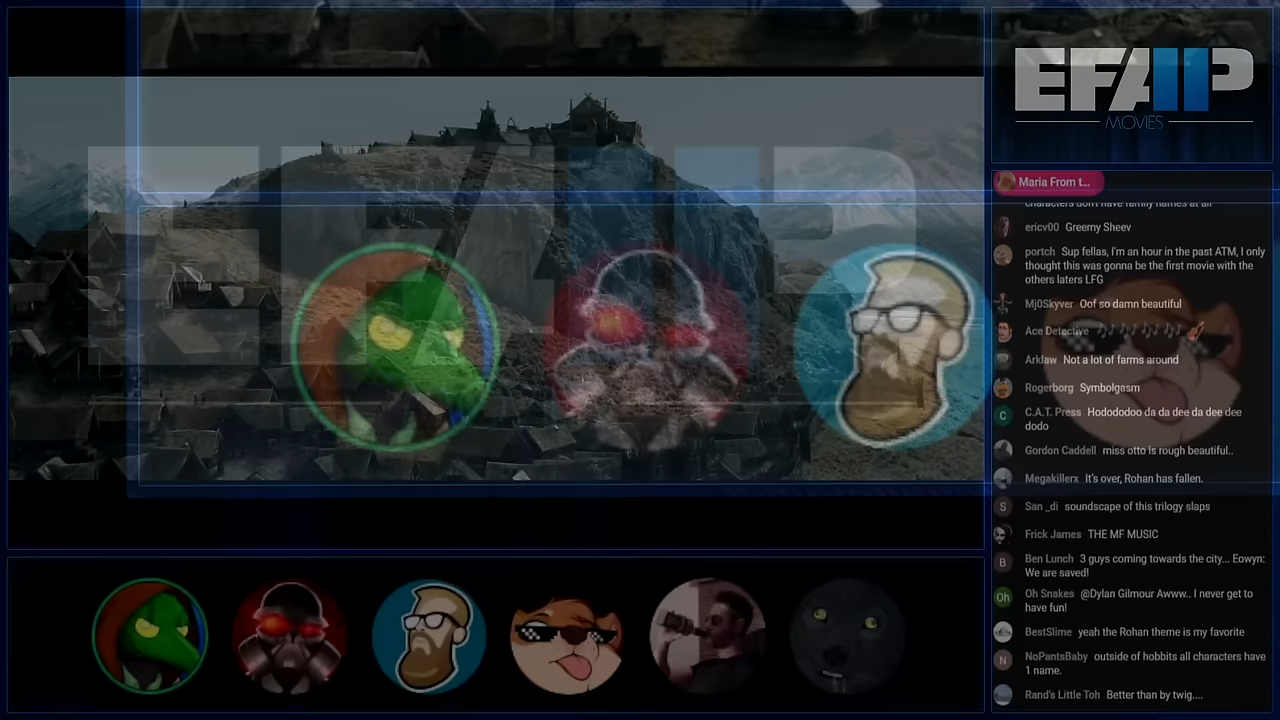 EFAP
MOVIES
EFAP
Maria From t...
characters don't have family names at all
ericv00 Greemy Sheev
portch Sup fellas, I'm an hour in the past ATM, I only
thought this was gonna be the first movie with the
others laters LFG
Mj0Skyver Oof so damn beautiful
Ace Detective 🎶🎶🎶🎶🎸
Arklaw Not a lot of farms around
Rogerborg Symbolgasm
C
C.A.T. Press Hodododoo da da dee da dee dee
dodo
Gordon Caddell miss otto is rough beautiful..
Megakillerx It's over, Rohan has fallen.
S
San _di soundscape of this trilogy slaps
Frick James THE MF MUSIC
B
Ben Lunch 3 guys coming towards the city... Eowyn:
We are saved!
Oh
Oh Snakes @Dylan Gilmour Awww.. I never get to
have fun!
BestSlime yeah the Rohan theme is my favorite
N
NoPantsBaby outside of hobbits all characters have
1 name.
Rand's Little Toh Better than by twig....